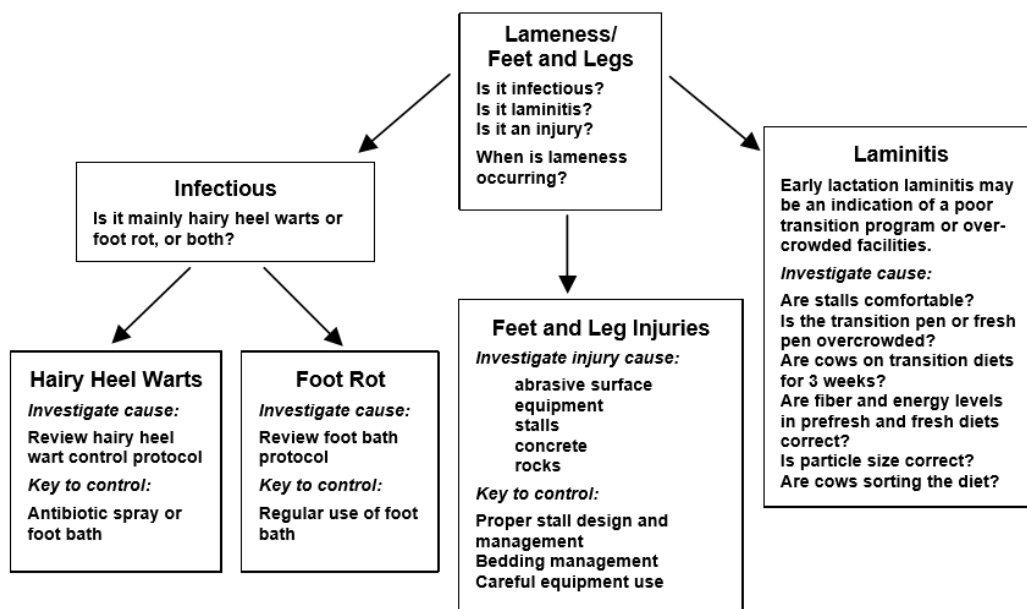 Lameness/
Feet and Legs
Is it infectious?
Is it laminitis?
Is it an injury?
When is lameness
occurring?
Infectious
Is it mainly hairy heel warts or
foot rot, or both?
Hairy Heel Warts
Investigate cause:
Review hairy heel
wart control protocol
Key to control:
Antibiotic spray or
foot bath
Foot Rot
Investigate cause:
Review foot bath
protocol
Key to control:
Regular use of foot
bath
Feet and Leg Injuries
Investigate injury cause:
abrasive surface
equipment
stalls
concrete
rocks
Key to control:
Proper stall design and
management
Bedding management
Careful equipment use
Laminitis
Early lactation laminitis may
be an indication of a poor
transition program or over-
crowded facilities.
Investigate cause:
Are stalls comfortable?
Is the transition pen or fresh
pen overcrowded?
Are cows on transition diets
for 3 weeks?
Are fiber and energy levels
in prefresh and fresh diets
correct?
Is particle size correct?
Are cows sorting the diet?